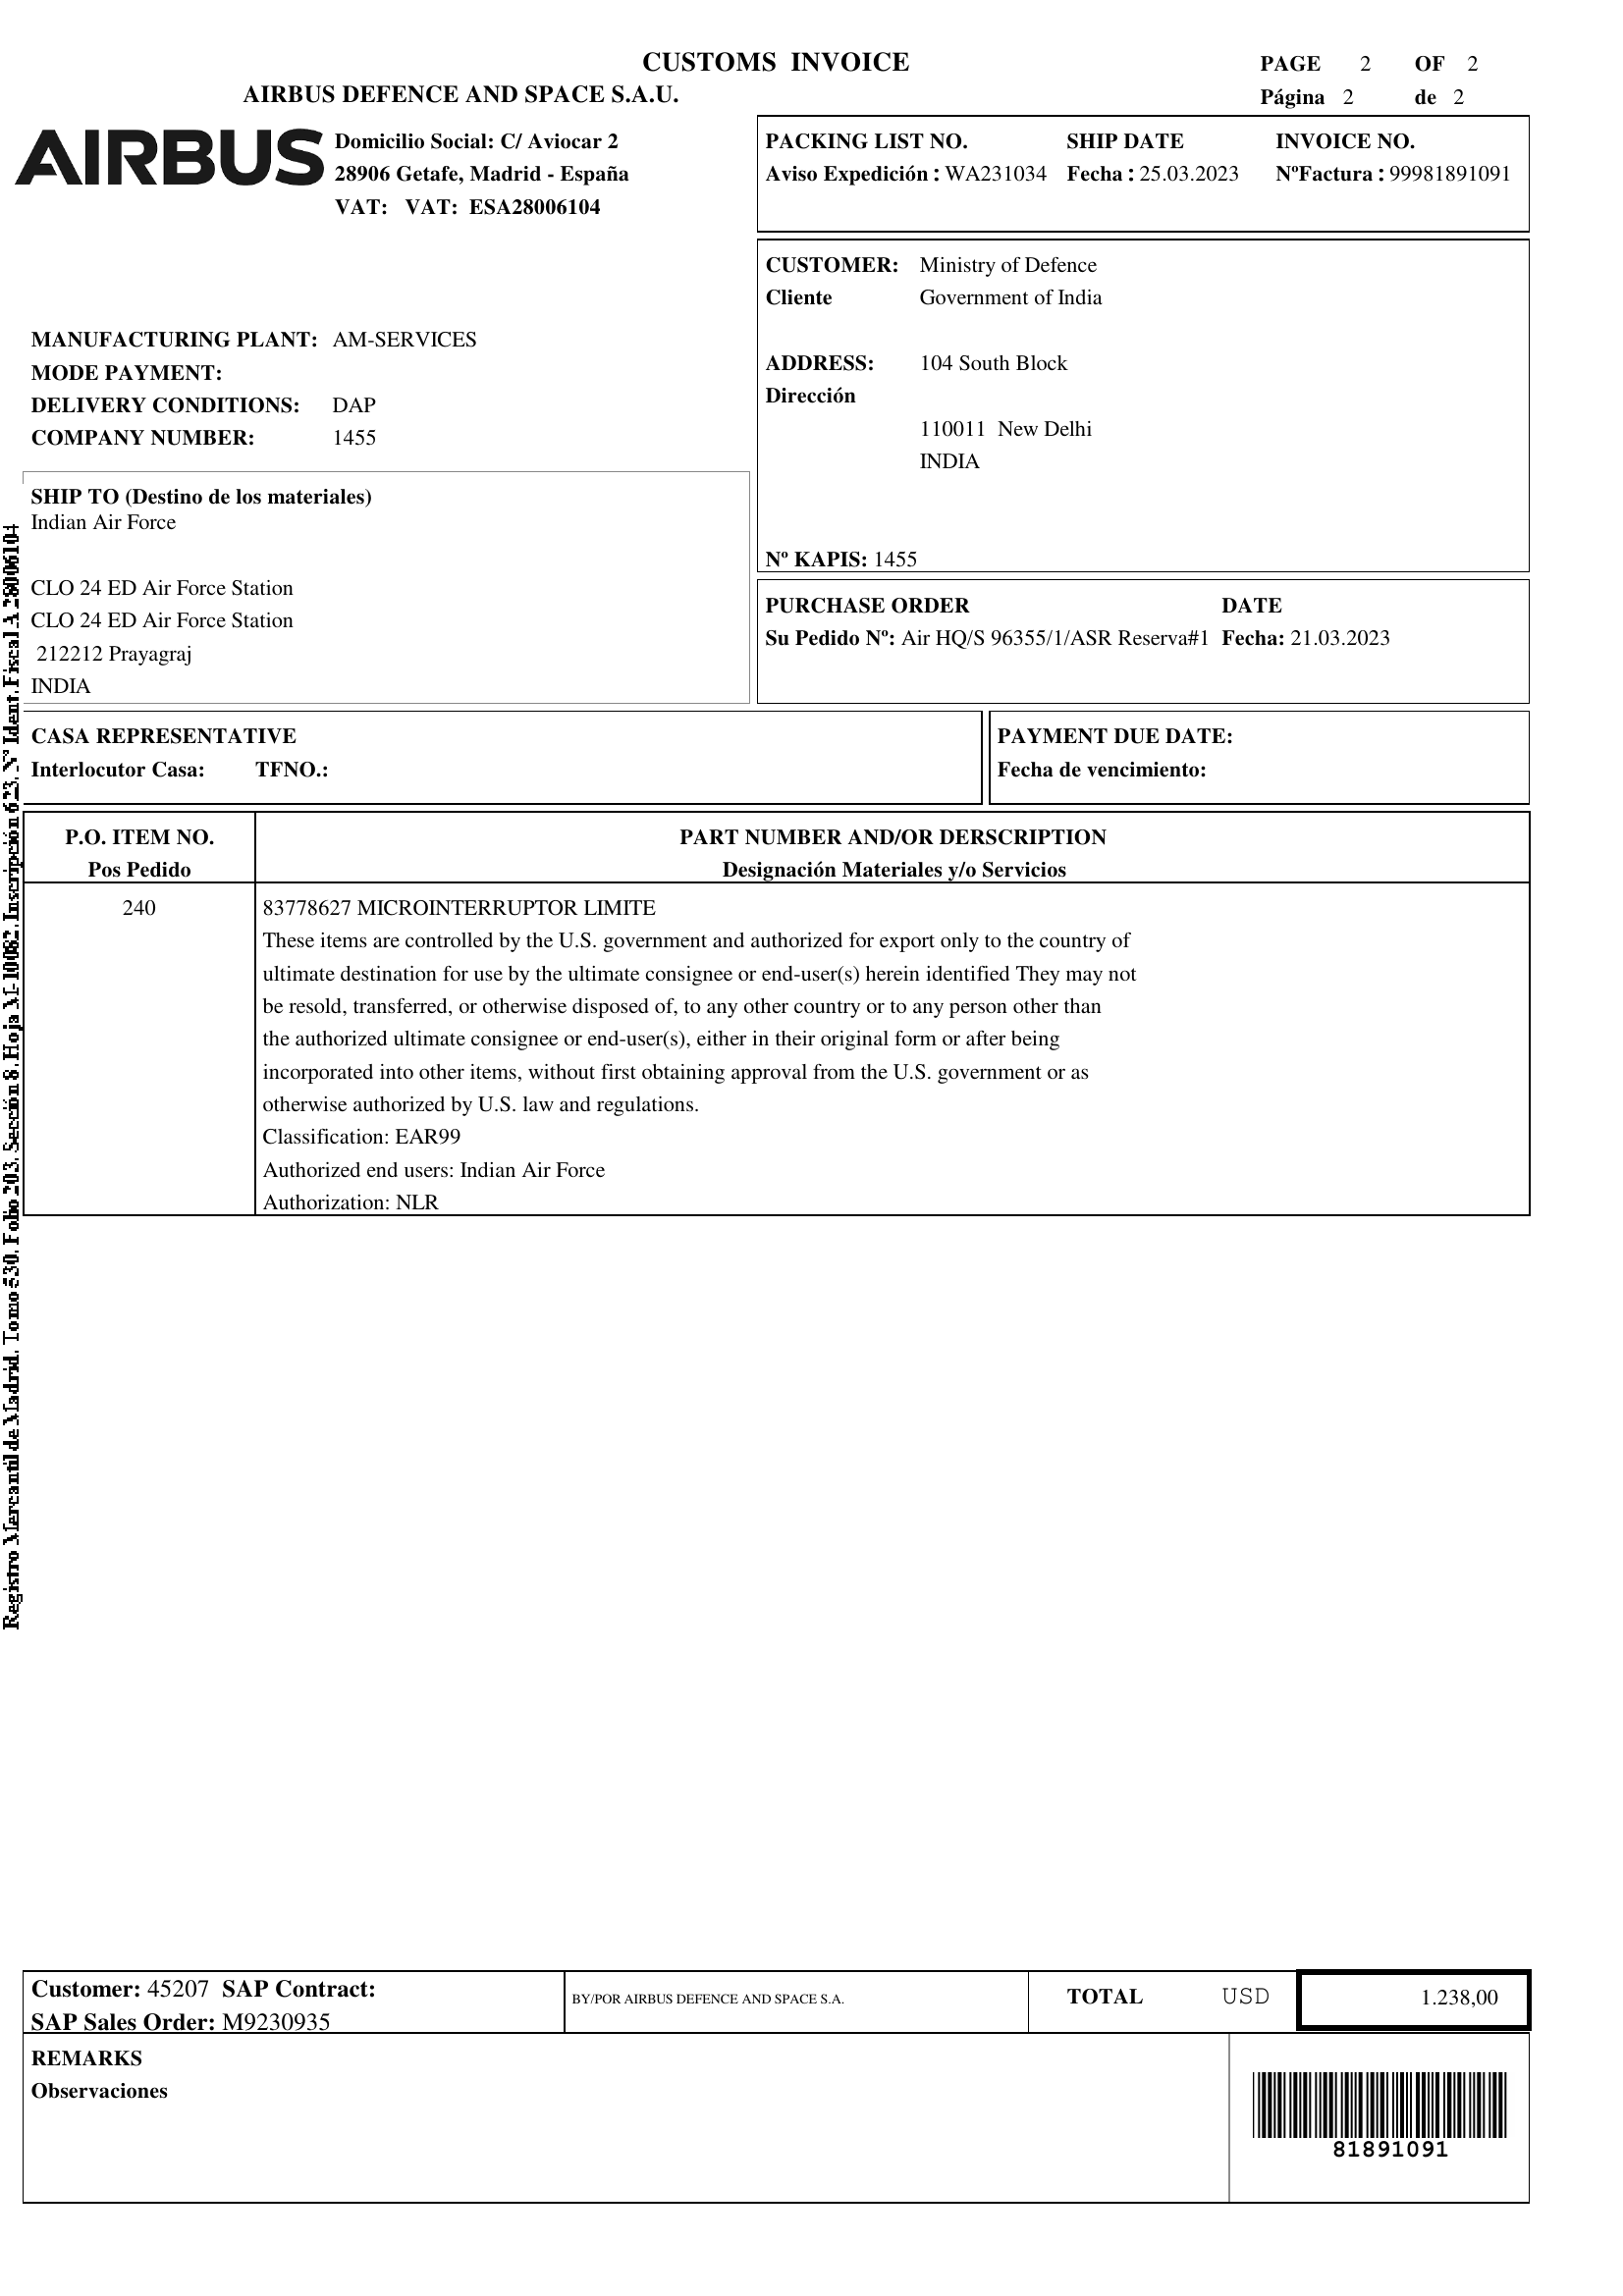 CUSTOMS INVOICE
PAGE 2 OF 2
AIRBUS DEFENCE AND SPACE S.A.U.
Página 2 de 2
AIRBUS
Domicilio Social: C/ Aviocar 2
28906 Getafe, Madrid - España
VAT: VAT: ESA28006104
PACKING LIST NO. SHIP DATE INVOICE NO.
Aviso Expedición : WA231034 Fecha : 25.03.2023 NºFactura : 99981891091
CUSTOMER: Ministry of Defence
Cliente Government of India
ADDRESS: 104 South Block
Dirección
110011 New Delhi
INDIA
Nº KAPIS: 1455
MANUFACTURING PLANT: AM-SERVICES
MODE PAYMENT:
DELIVERY CONDITIONS: DAP
COMPANY NUMBER: 1455
SHIP TO (Destino de los materiales)
Indian Air Force
CLO 24 ED Air Force Station
CLO 24 ED Air Force Station
212212 Prayagraj
INDIA
PURCHASE ORDER DATE
Su Pedido Nº: Air HQ/S 96355/1/ASR Reserva#1 Fecha: 21.03.2023
CASA REPRESENTATIVE
Interlocutor Casa: TFNO.:
PAYMENT DUE DATE:
Fecha de vencimiento:
P.O. ITEM NO. PART NUMBER AND/OR DERSCRIPTION
Pos Pedido Designación Materiales y/o Servicios
240 83778627 MICROINTERRUPTOR LIMITE
These items are controlled by the U.S. government and authorized for export only to the country of
ultimate destination for use by the ultimate consignee or end-user(s) herein identified They may not
be resold, transferred, or otherwise disposed of, to any other country or to any person other than
the authorized ultimate consignee or end-user(s), either in their original form or after being
incorporated into other items, without first obtaining approval from the U.S. government or as
otherwise authorized by U.S. law and regulations.
Classification: EAR99
Authorized end users: Indian Air Force
Authorization: NLR
Registro Mercantil de Madrid, Tomo 530, Folio 203, Sección 8, Hoja M-10082, Inscripción 623, Nº Ident. Fiscal A 28006104
Customer: 45207 SAP Contract:
SAP Sales Order: M9230935
BY/POR AIRBUS DEFENCE AND SPACE S.A.
TOTAL USD 1.238,00
REMARKS
Observaciones
81891091